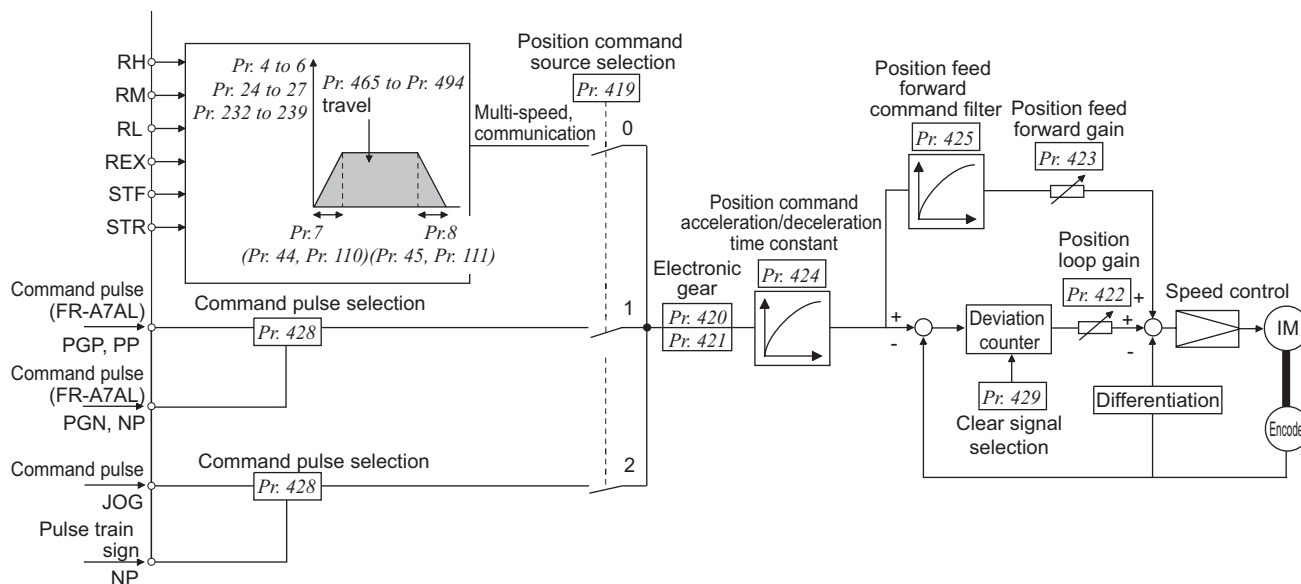 RH
RM
RL
REX
STF
STR
Pr. 4 to 6
Pr. 24 to 27
Pr. 232 to 239
Pr. 465 to Pr. 494
travel
Pr.7
(Pr. 44, Pr. 110)
Pr.8
(Pr. 45, Pr. 111)
Multi-speed,
communication
Position command
source selection
Pr. 419
0
1
2
Command pulse
(FR-A7AL)
PGP, PP
Command pulse selection
Pr. 428
Command pulse
(FR-A7AL)
PGN, NP
Command pulse
JOG
Command pulse selection
Pr. 428
Pulse train
sign
NP
Electronic
gear
Pr. 420
Pr. 421
Position command
acceleration/deceleration
time constant
Pr. 424
Position feed
forward
command filter
Pr. 425
Position feed
forward gain
Pr. 423
Position
loop gain
Pr. 422
+
-
Deviation
counter
Pr. 429
Clear signal
selection
+
+
-
Speed control
Differentiation
IM
Encode